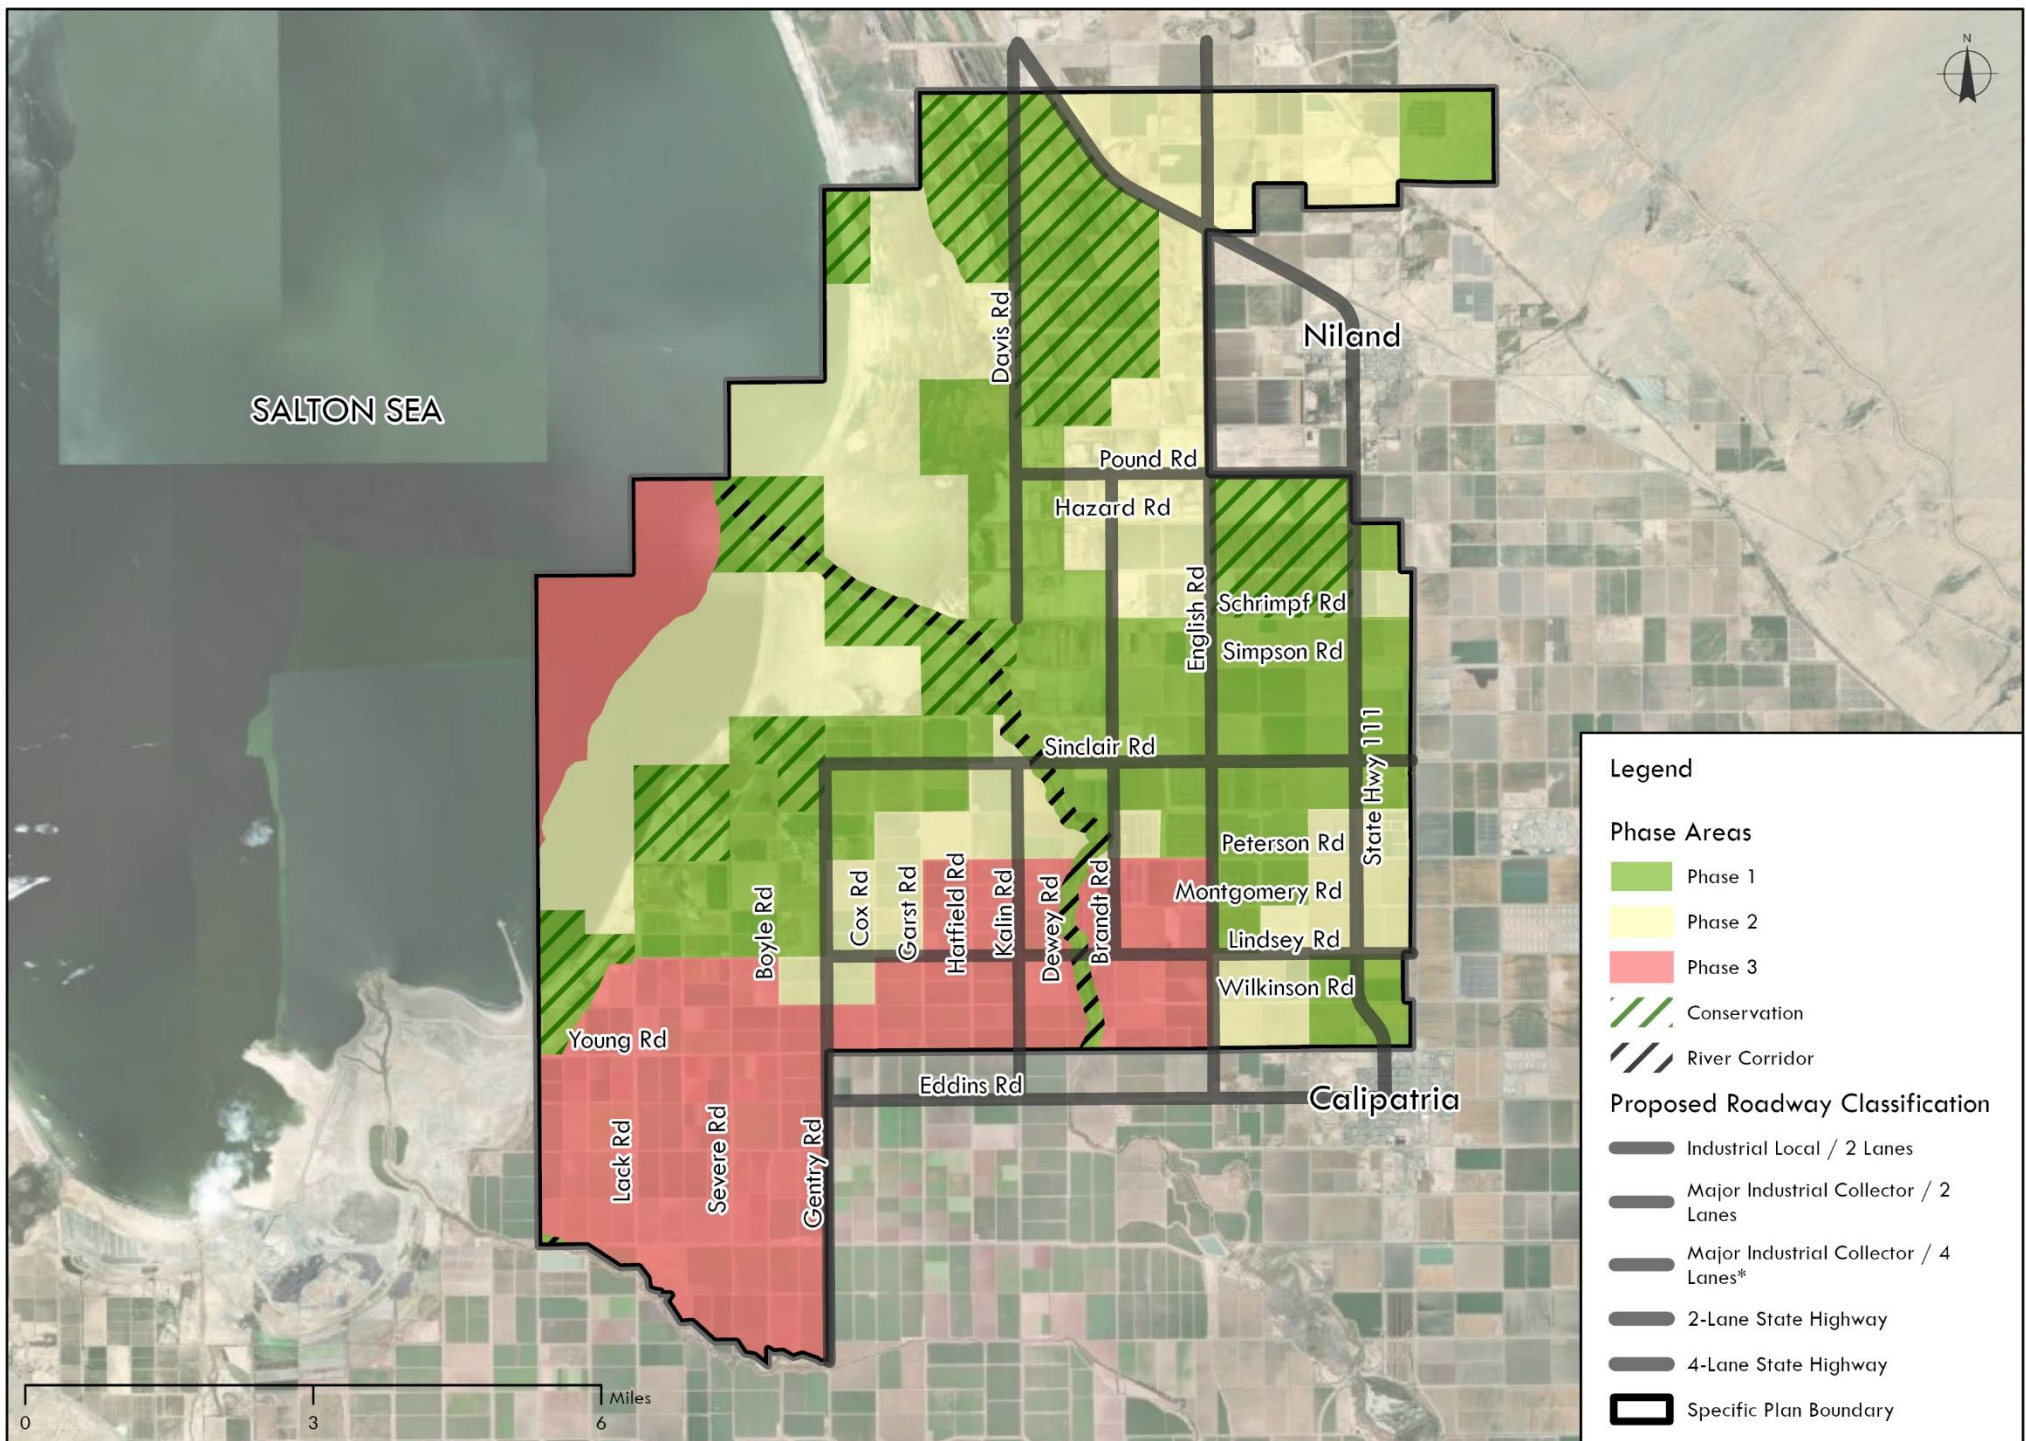 N
Niland
Davis Rd
SALTON SEA
Pound Rd
Hazard Rd
English Rd
Schrimpf Rd
Simpson Rd
State Hwy 111
Sinclair Rd
Peterson Rd
Montgomery Rd
Boyle Rd
Cox Rd
Garst Rd
Hatfield Rd
Kalin Rd
Dewey Rd
Brandt Rd
Lindsey Rd
Wilkinson Rd
Young Rd
Eddins Rd
Calipatria
Lack Rd
Severe Rd
Gentry Rd
Miles
0
3
6
Legend
Phase Areas
Phase 1
Phase 2
Phase 3
Conservation
River Corridor
Proposed Roadway Classification
Industrial Local / 2 Lanes
Major Industrial Collector / 2
Lanes
Major Industrial Collector / 4
Lanes*
2-Lane State Highway
4-Lane State Highway
Specific Plan Boundary